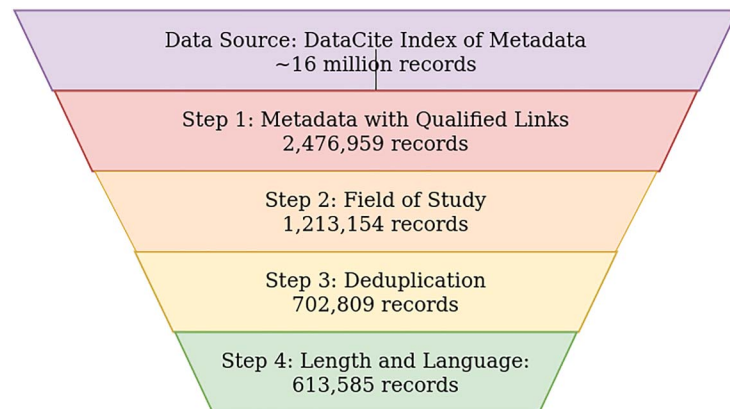 Data Source: DataCite Index of Metadata
~16 million records
Step 1: Metadata with Qualified Links
2,476,959 records
Step 2: Field of Study
1,213,154 records
Step 3: Deduplication
702,809 records
Step 4: Length and Language:
613,585 records